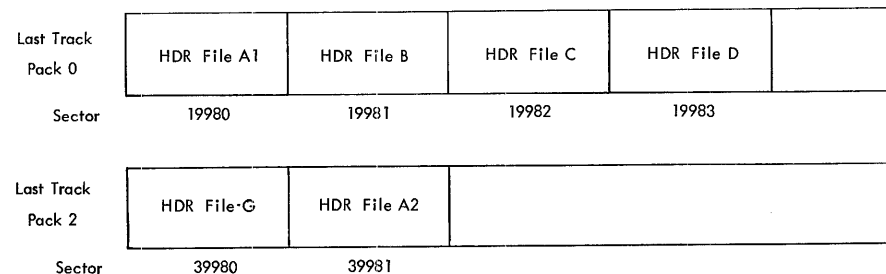 Last Track
Pack 0
HDR File A1 HDR File B HDR File C HDR File D
Sector 19980 19981 19982 19983
Last Track
Pack 2
HDR File-G HDR File A2
Sector 39980 39981